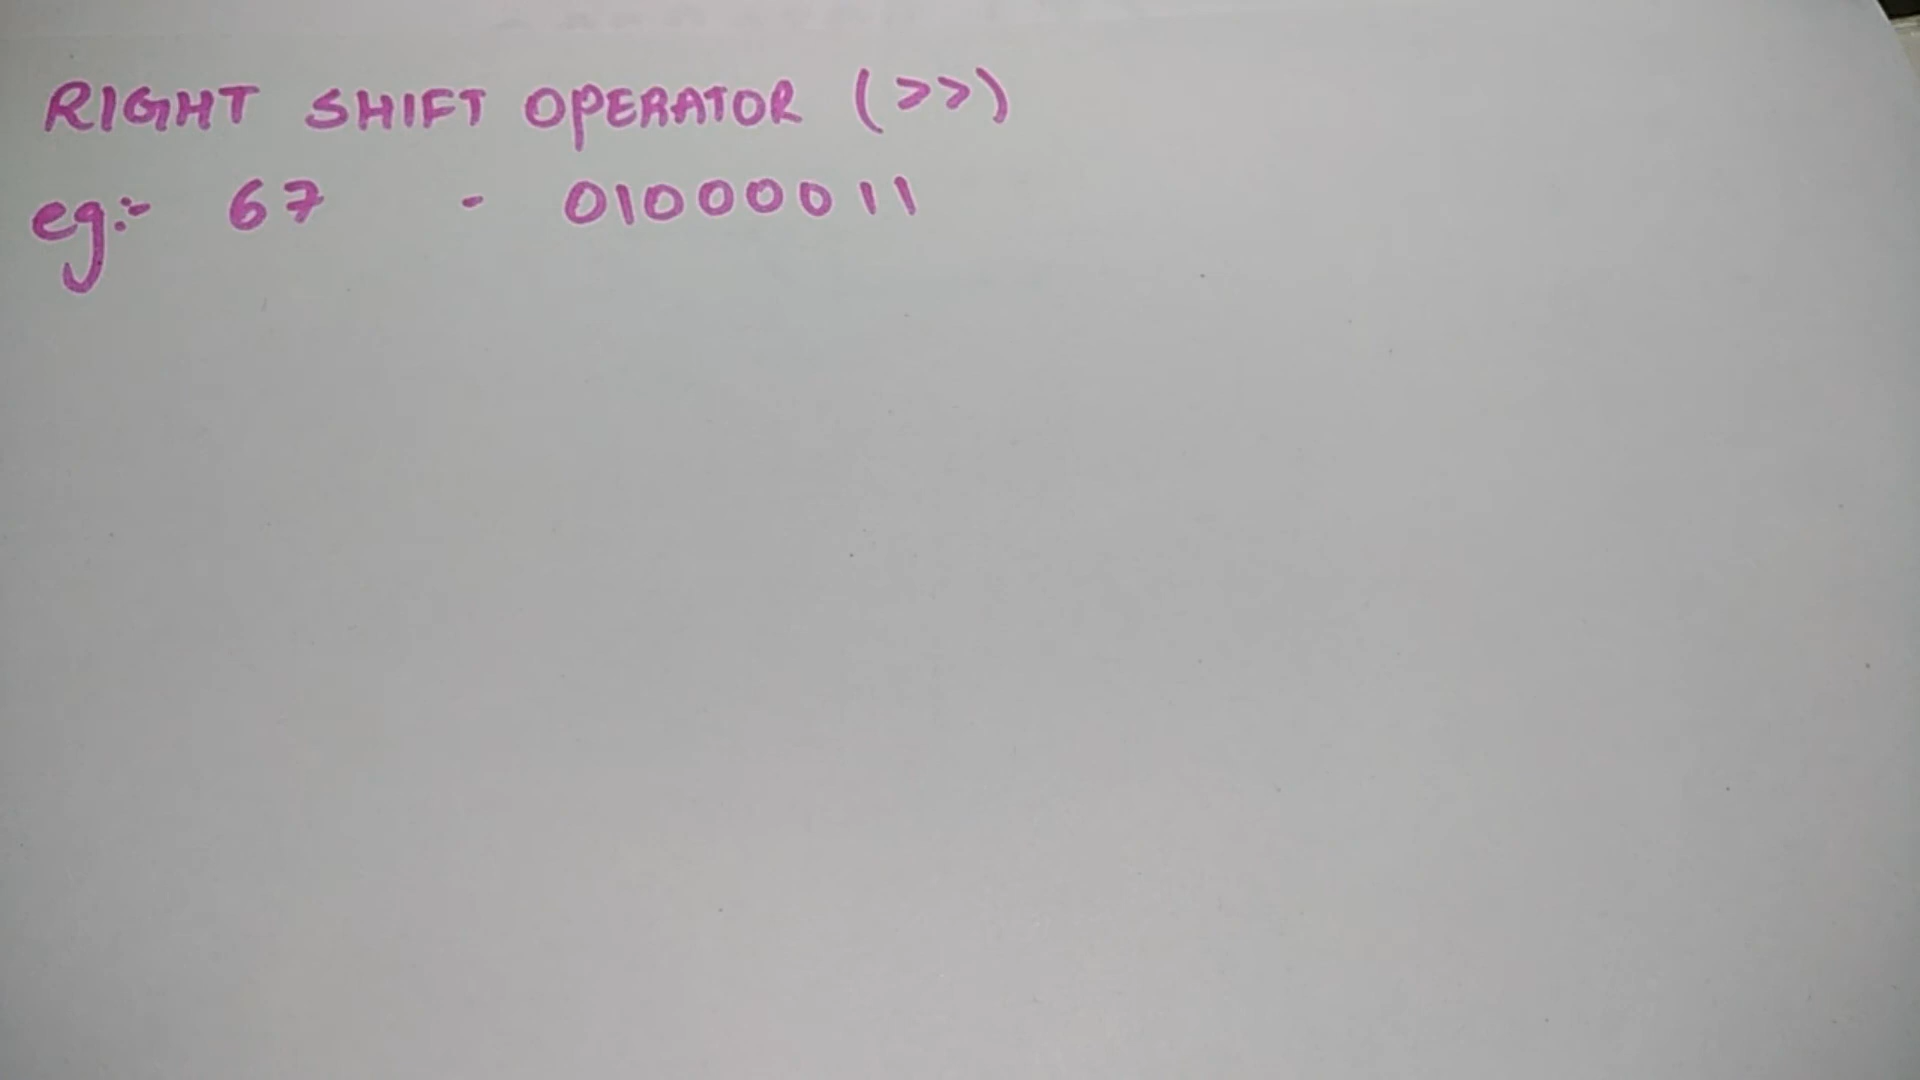 RIGHT SHIFT OPERATOR (>>)
eg:- 67 - 01000011